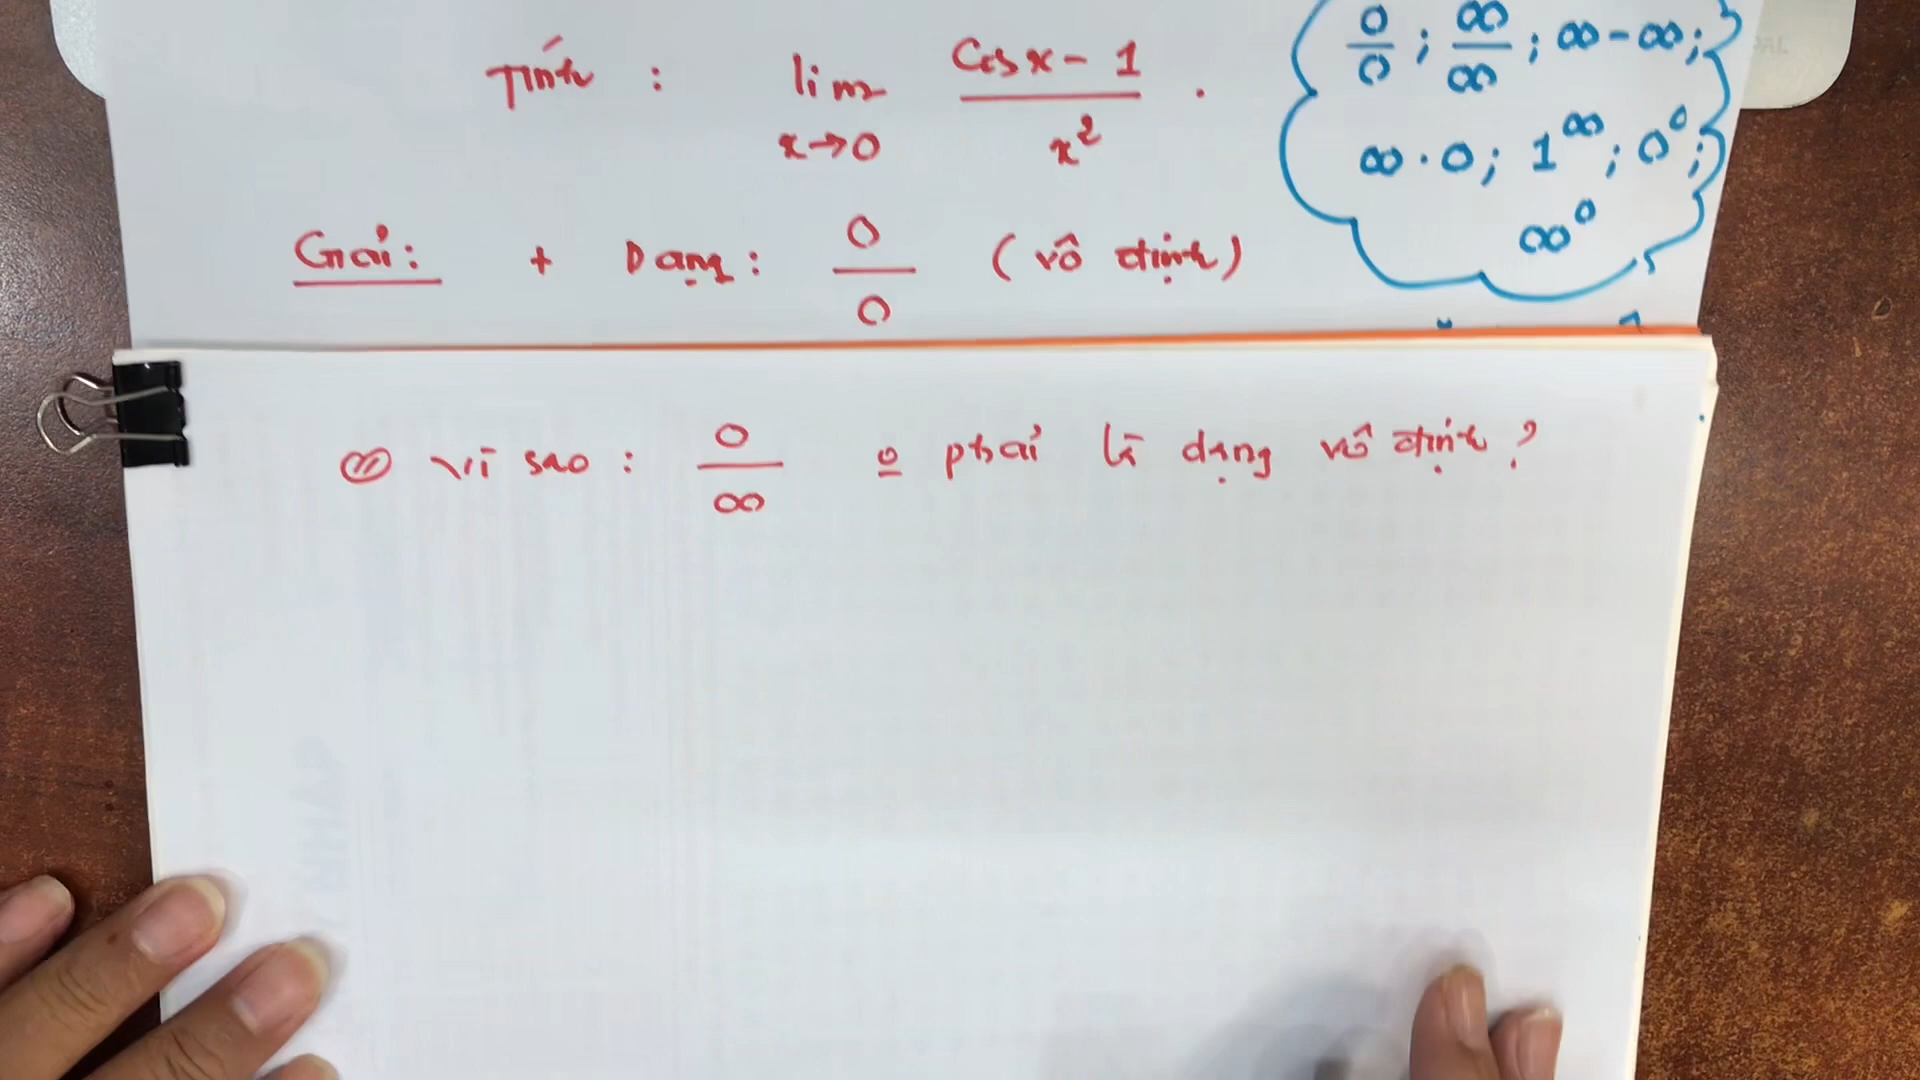 Tính : lim x→0 (cosx - 1)/x² .
0/0 ; ∞/∞ ; ∞-∞;
∞·0; 1^∞; 0^0;
∞^0
Giải: + Dạng: 0/0 (vô định)
vì sao : 0/∞ o phải là dạng vô định ?